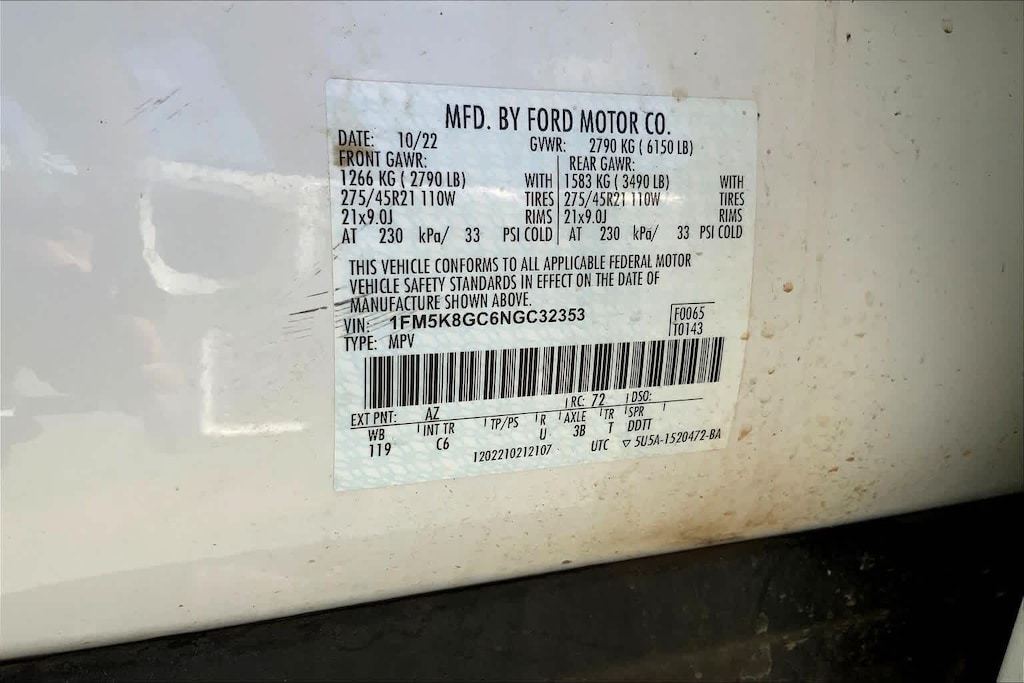 MFD. BY FORD MOTOR CO.
DATE: 10/22 GVWR: 2790 KG ( 6150 LB)
FRONT GAWR: REAR GAWR:
1266 KG ( 2790 LB) WITH 1583 KG ( 3490 LB) WITH
275/45R21 110W TIRES 275/45R21 110W TIRES
21x9.0J RIMS 21x9.0J RIMS
AT 230 kPa/ 33 PSI COLD AT 230 kPa/ 33 PSI COLD
THIS VEHICLE CONFORMS TO ALL APPLICABLE FEDERAL MOTOR
VEHICLE SAFETY STANDARDS IN EFFECT ON THE DATE OF
MANUFACTURE SHOWN ABOVE.
VIN: 1FM5K8GC6NGC32353 F0065
TYPE: MPV T0143
EXT PNT: AZ RC: 72 DSO:
WB INT TR TP/PS R AXLE TR SPR
119 C6 U 3B T DDTT
1202210212107 UTC ▽ 5U5A-1520472-BA